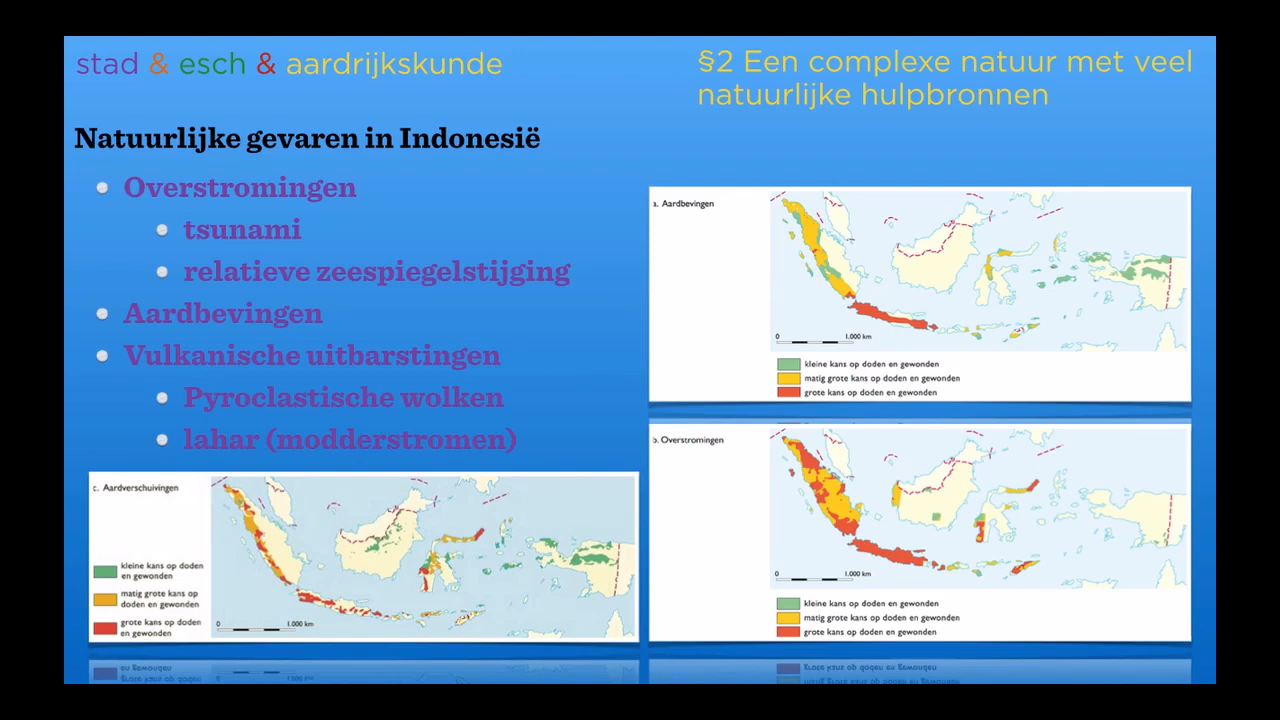 stad & esch & aardrijkskunde
§2 Een complexe natuur met veel
natuurlijke hulpbronnen
Natuurlijke gevaren in Indonesië
Overstromingen
tsunami
relatieve zeespiegelstijging
Aardbevingen
Vulkanische uitbarstingen
Pyroclastische wolken
lahar (modderstromen)
a. Aardbevingen
0 1.000 km
kleine kans op doden en gewonden
matig grote kans op doden en gewonden
grote kans op doden en gewonden
b. Overstromingen
0 1.000 km
kleine kans op doden en gewonden
matig grote kans op doden en gewonden
grote kans op doden en gewonden
c. Aardverschuivingen
kleine kans op doden
en gewonden
matig grote kans op
doden en gewonden
grote kans op doden
en gewonden
0 1.000 km